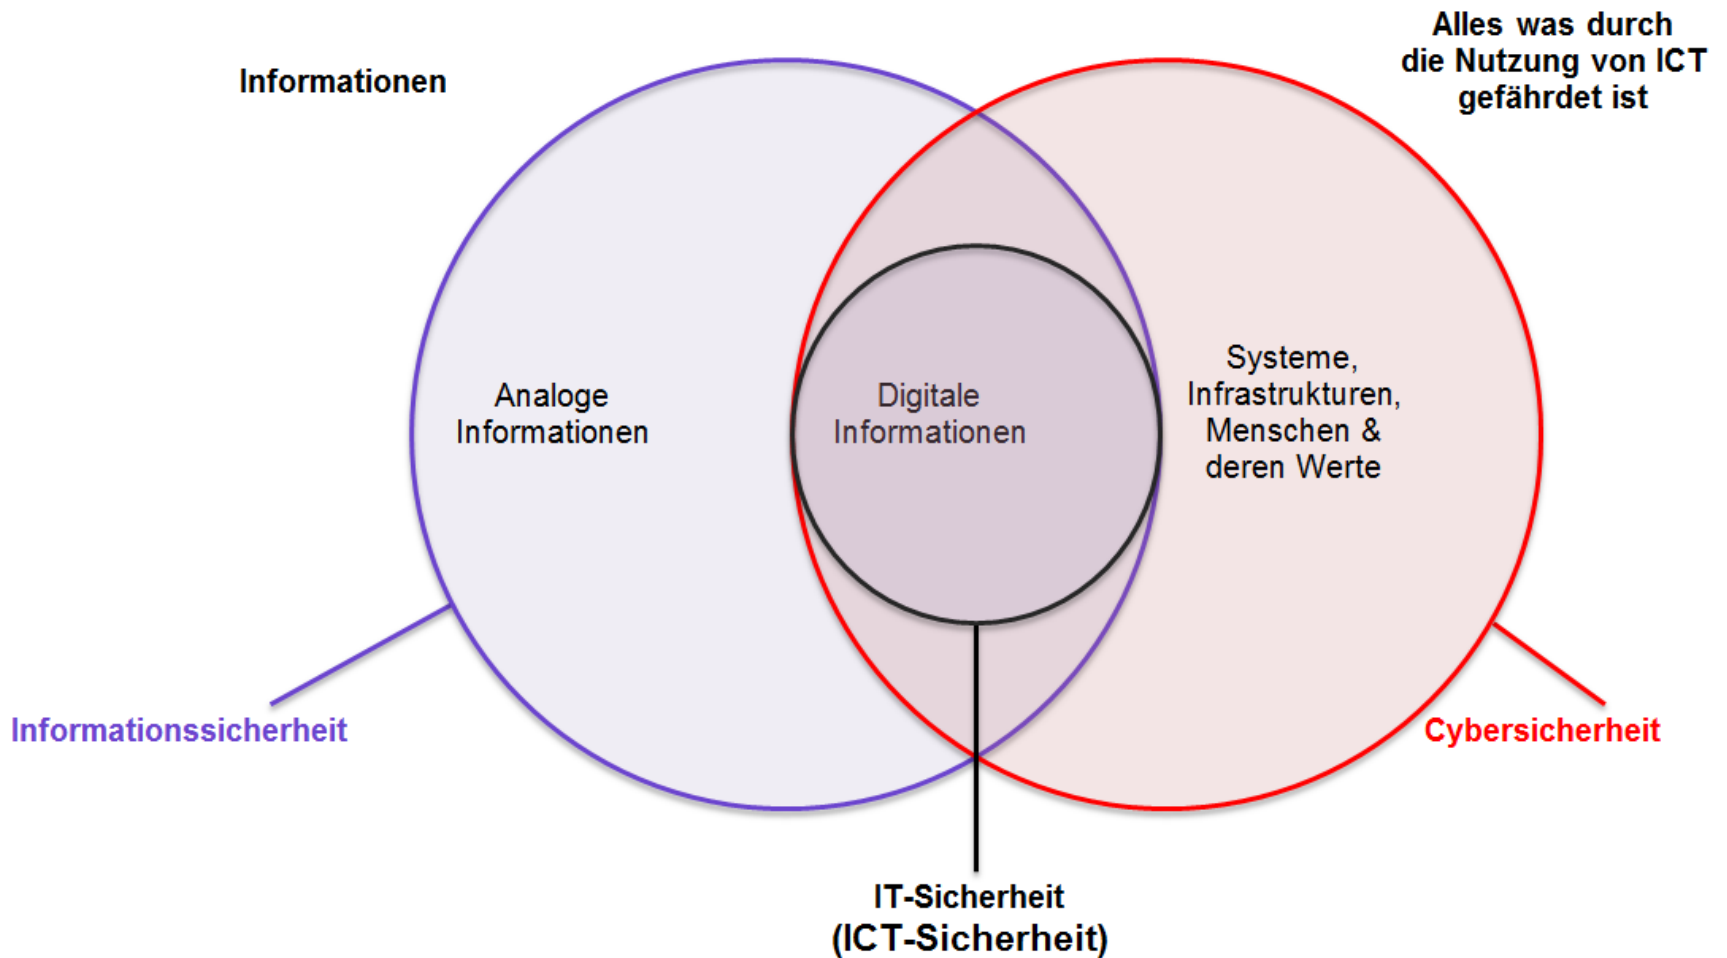 Informationen
Alles was durch
die Nutzung von ICT
gefährdet ist
Analoge
Informationen
Digitale
Informationen
Systeme,
Infrastrukturen,
Menschen &
deren Werte
Informationssicherheit
Cybersicherheit
IT-Sicherheit
(ICT-Sicherheit)